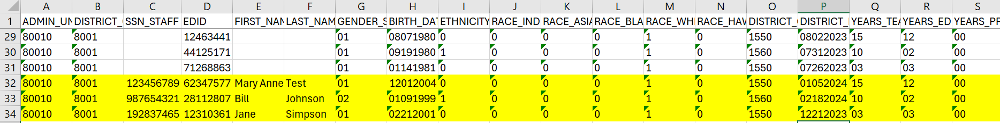 A B C D E F G H I J K L M N O P Q R S
1 ADMIN_UN DISTRICT_ SSN_STAFF EDID FIRST_NAN LAST_NAM GENDER_S BIRTH_DAT ETHNICITY RACE_IND RACE_ASIA RACE_BLA RACE_WHI RACE_HAW DISTRICT_ DISTRICT_ YEARS_TEA YEARS_ED YEARS_PR
29 80010 8001 12463441 01 08071980 0 0 0 0 1 0 1550 08022023 15 12 00
30 80010 8001 44125171 01 09191980 1 0 0 0 1 0 1560 07312023 10 02 00
31 80010 8001 71268863 01 01141981 0 0 0 0 1 0 1550 07262023 03 03 00
32 80010 8001 123456789 62347577 Mary Anne Test 01 12012004 0 0 0 0 1 0 1550 01052024 15 12 00
33 80010 8001 987654321 28112807 Bill Johnson 02 01091999 1 0 0 0 1 0 1560 02182024 10 02 00
34 80010 8001 192837465 12310361 Jane Simpson 01 02212001 0 0 0 0 1 0 1550 12212023 03 03 00